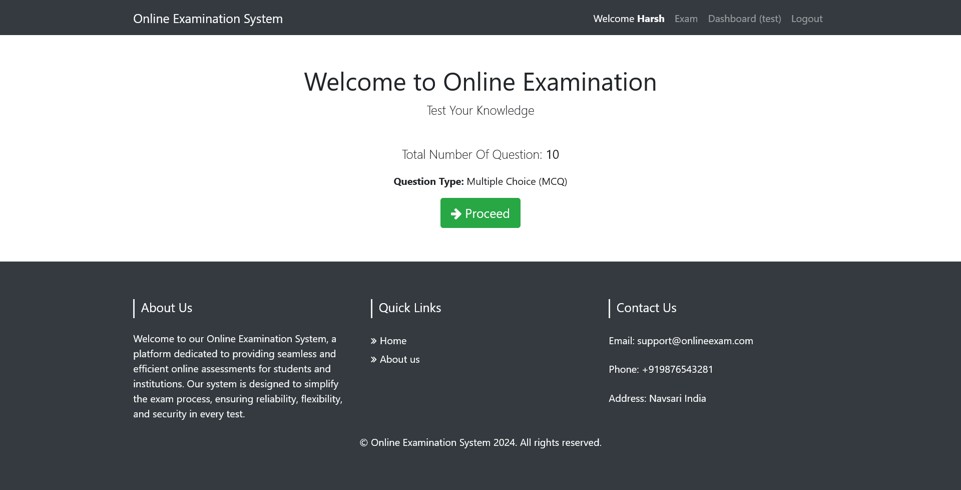 Online Examination System
Welcome Harsh Exam Dashboard (test) Logout
Welcome to Online Examination
Test Your Knowledge
Total Number Of Question: 10
Question Type: Multiple Choice (MCQ)
Proceed
About Us
Welcome to our Online Examination System, a
platform dedicated to providing seamless and
efficient online assessments for students and
institutions. Our system is designed to simplify
the exam process, ensuring reliability, flexibility,
and security in every test.
Quick Links
» Home
» About us
Contact Us
Email: support@onlineexam.com
Phone: +919876543281
Address: Navsari India
© Online Examination System 2024. All rights reserved.